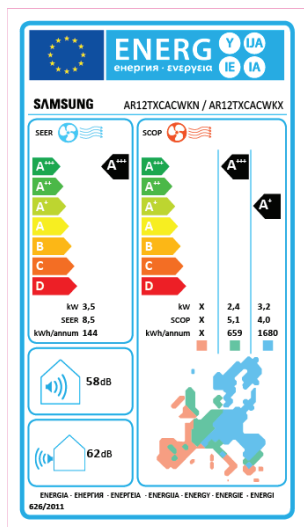 ENERG Y IJA
енергия · ενεργεια IE IA
SAMSUNG AR12TXCACWKN / AR12TXCACWKX
SEER SCOP
A+++ A+++ A+++ A+++
A++ A++
A+ A+ A+
A A
B B
C C
D D
kW 3,5 kW X 2,4 3,2
SEER 8,5 SCOP X 5,1 4,0
kWh/annum 144 kWh/annum X 659 1680
58dB
62dB
ENERGIA · ЕНЕРГИЯ · ΕΝΕΡΓΕΙΑ · ENERGIJA · ENERGY · ENERGIE · ENERGI
626/2011